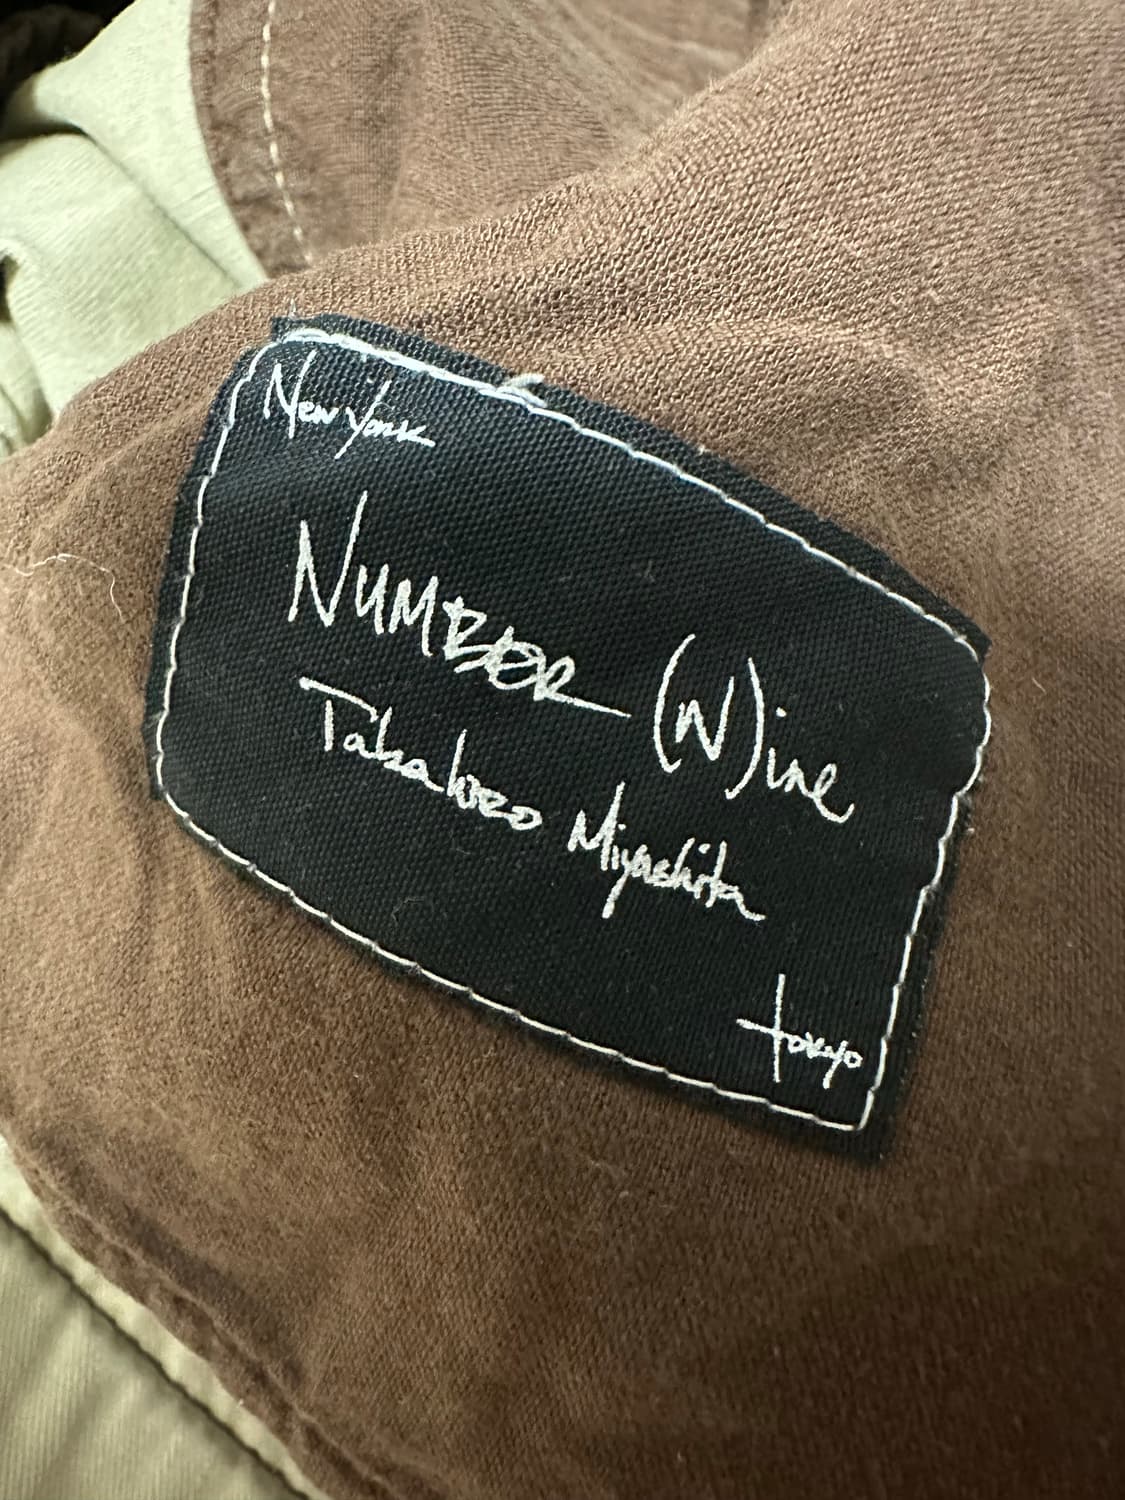 New York
NUMBER (N)ine
Takahiro Miyashita
tokyo